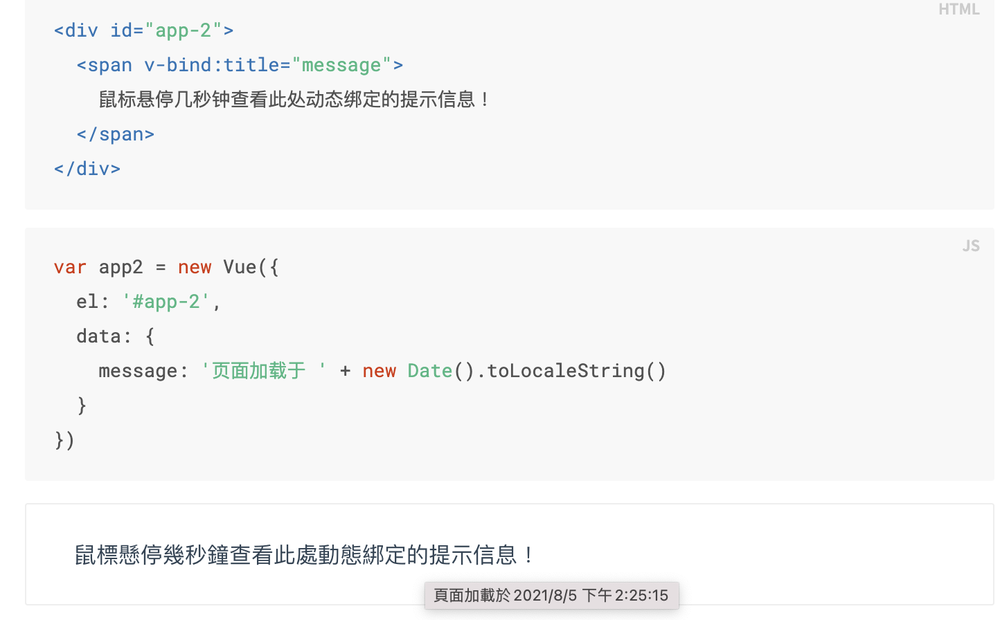 HTML
<div id="app-2">
<span v-bind:title="message">
鼠标悬停几秒钟查看此处动态绑定的提示信息！
</span>
</div>
JS
var app2 = new Vue({
el: '#app-2',
data: {
message: '页面加载于 ' + new Date().toLocaleString()
}
})
鼠標懸停幾秒鐘查看此處動態綁定的提示信息！
頁面加載於 2021/8/5 下午2:25:15